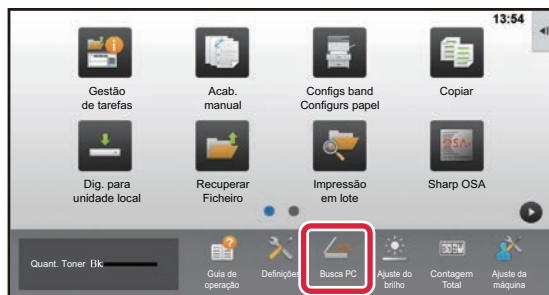 13:54
Gestão
de tarefas
Acab.
manual
Configs band
Configurs papel
Copiar
Dig. para
unidade local
Recuperar
Ficheiro
Impressão
em lote
Sharp OSA
OSA
Quant. Toner Bk
Guia de
operação
Definições
Busca PC
Ajuste do
brilho
Contagem
Total
Ajuste da
máquina